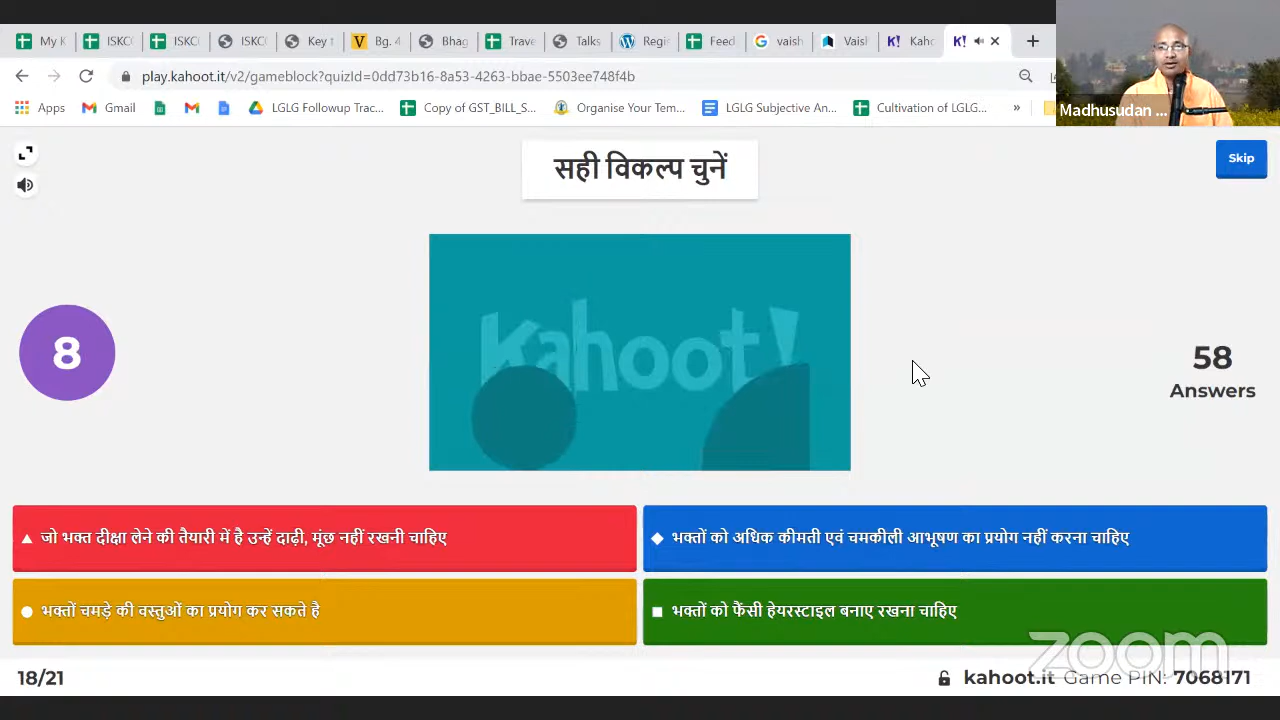 My K
ISKC
ISKC
ISKC
Key t
Bg. 4
Bhag
Trave
Talks
Regis
Feed
vaish
Vaish
Kaho
play.kahoot.it/v2/gameblock?quizId=0dd73b16-8a53-4263-bbae-5503ee748f4b
Apps
Gmail
LGLG Followup Trac...
Copy of GST_BILL_S...
Organise Your Tem...
LGLG Subjective An...
Cultivation of LGLG...
»
Madhusudan ...
सही विकल्प चुनें
Skip
kahoot!
8
58
Answers
जो भक्त दीक्षा लेने की तैयारी में है उन्हें दाढ़ी, मूंछ नहीं रखनी चाहिए
भक्तों को अधिक कीमती एवं चमकीली आभूषण का प्रयोग नहीं करना चाहिए
भक्तों चमड़े की वस्तुओं का प्रयोग कर सकते है
भक्तों को फैंसी हेयरस्टाइल बनाए रखना चाहिए
zoom
18/21
kahoot.it Game PIN: 7068171